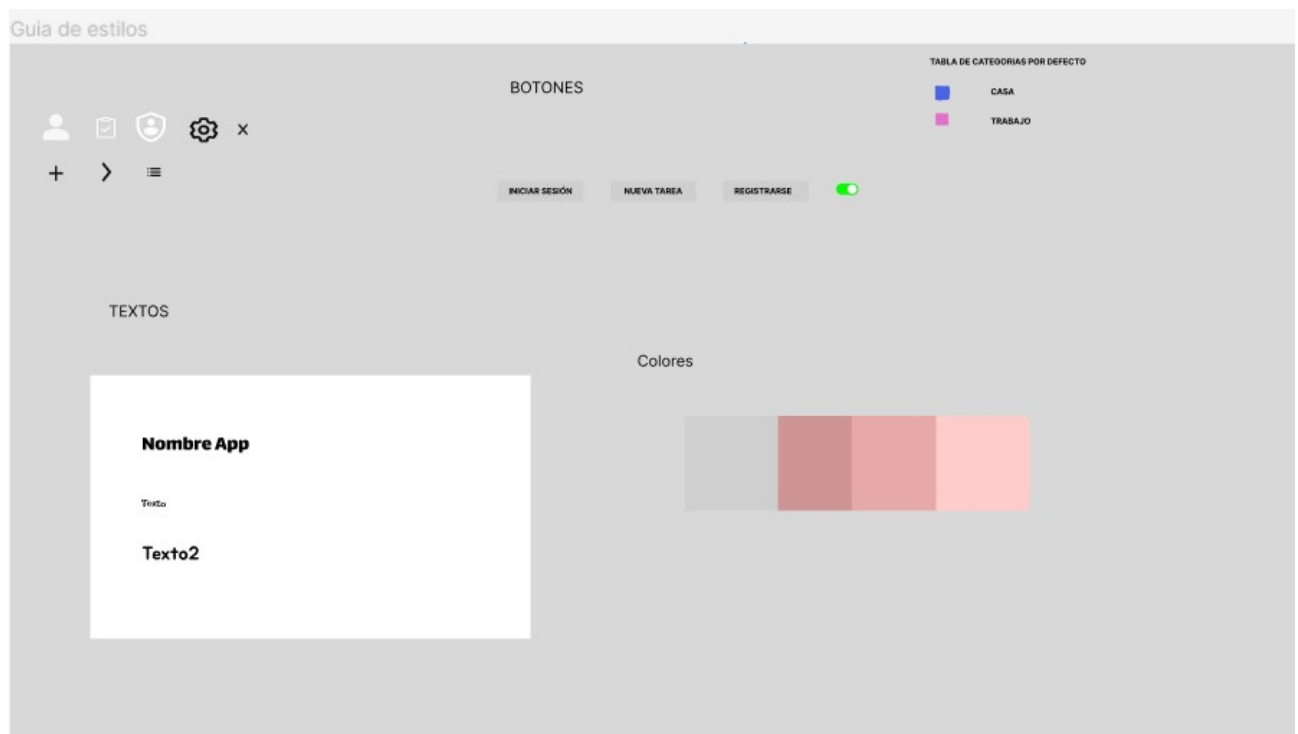 Guia de estilos
TABLA DE CATEGORIAS POR DEFECTO
BOTONES
CASA
TRABAJO
INICIAR SESIÓN
NUEVA TAREA
REGISTRARSE
TEXTOS
Colores
Nombre App
Texto
Texto2